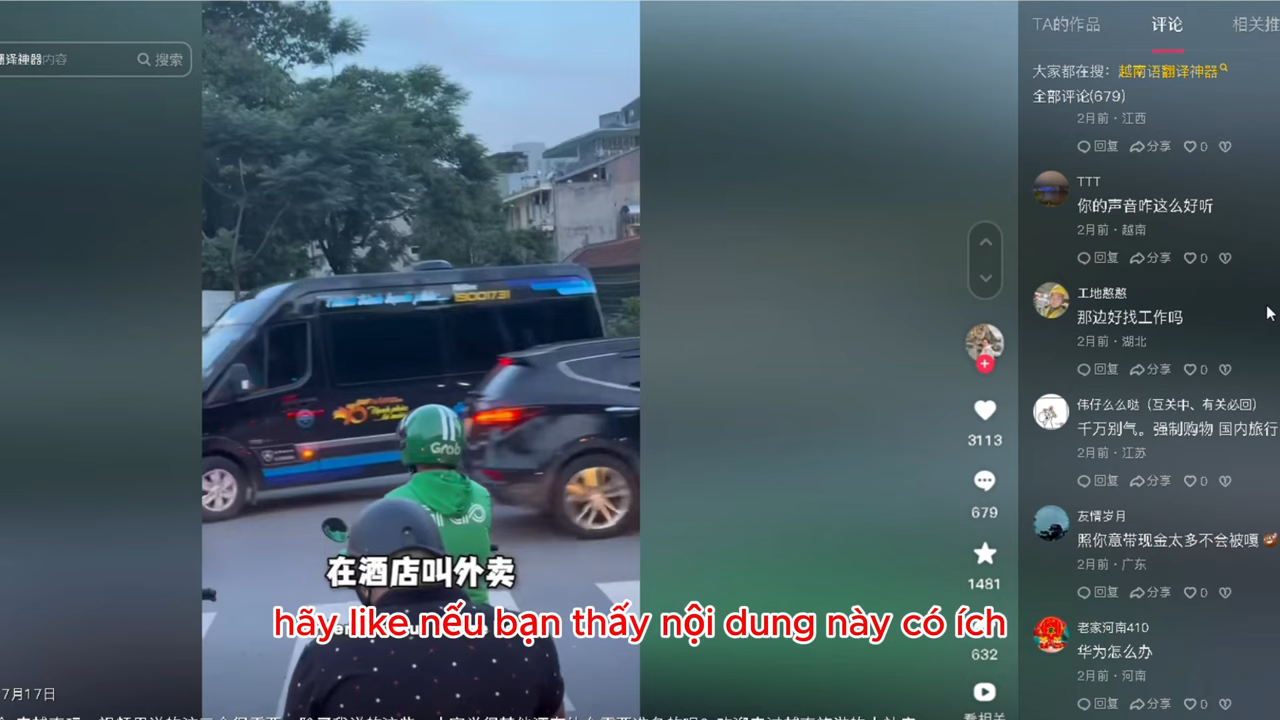 翻译神器内容
搜索
TA的作品
评论
相关推
大家都在搜：越南语翻译神器
全部评论(679)
2月前·江西
回复 分享 0
TTT
你的声音咋这么好听
2月前·越南
回复 分享 0
工地憨憨
那边好找工作吗
2月前·湖北
回复 分享 0
伟仔么么哒（互关中、有关必回）
千万别气。强制购物 国内旅行
2月前·江苏
回复 分享 0
友情岁月
照你意带现金太多不会被嘎
2月前·广东
回复 分享 0
老家河南410
华为怎么办
2月前·河南
回复 分享 0
3113
679
1481
632
看相关
19001731
Grab
在酒店叫外卖
hãy like nếu bạn thấy nội dung này có ích
7月17日